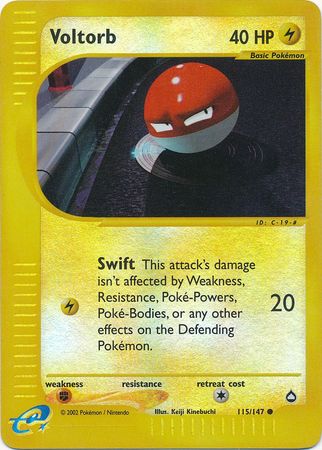 Voltorb 40 HP
Basic Pokémon
ID: C-19-#
Swift This attack's damage
isn't affected by Weakness,
Resistance, Poké-Powers,
Poké-Bodies, or any other
effects on the Defending
Pokémon.
20
weakness resistance retreat cost
e
© 2002 Pokémon / Nintendo Illus. Keiji Kinebuchi 115/147